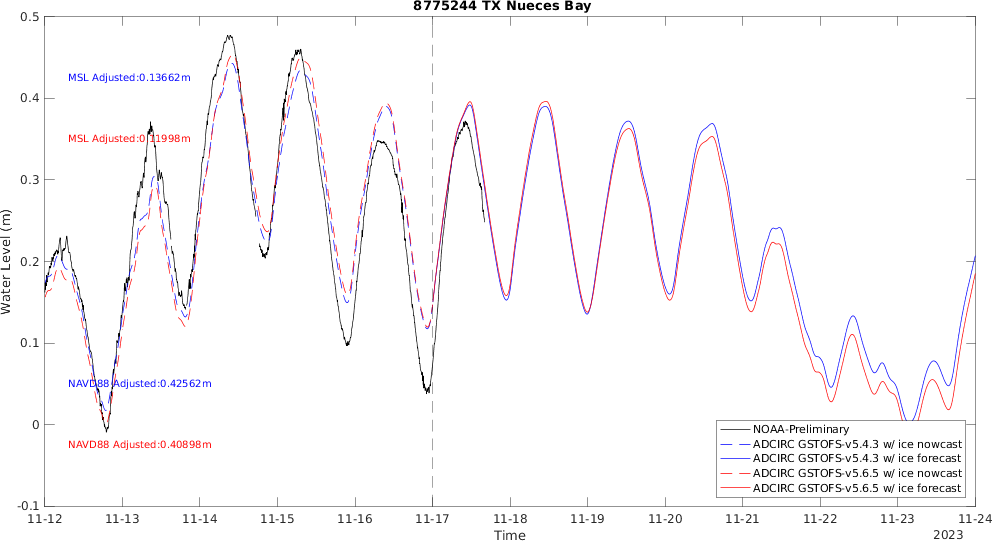 8775244 TX Nueces Bay
0.5
0.4
0.3
0.2
0.1
0
-0.1
Water Level (m)
MSL Adjusted:0.13662m
MSL Adjusted:0.11998m
NAVD88 Adjusted:0.42562m
NAVD88 Adjusted:0.40898m
NOAA-Preliminary
ADCIRC GSTOFS-v5.4.3 w/ ice nowcast
ADCIRC GSTOFS-v5.4.3 w/ ice forecast
ADCIRC GSTOFS-v5.6.5 w/ ice nowcast
ADCIRC GSTOFS-v5.6.5 w/ ice forecast
11-12 11-13 11-14 11-15 11-16 11-17 11-18 11-19 11-20 11-21 11-22 11-23 11-24
Time
2023